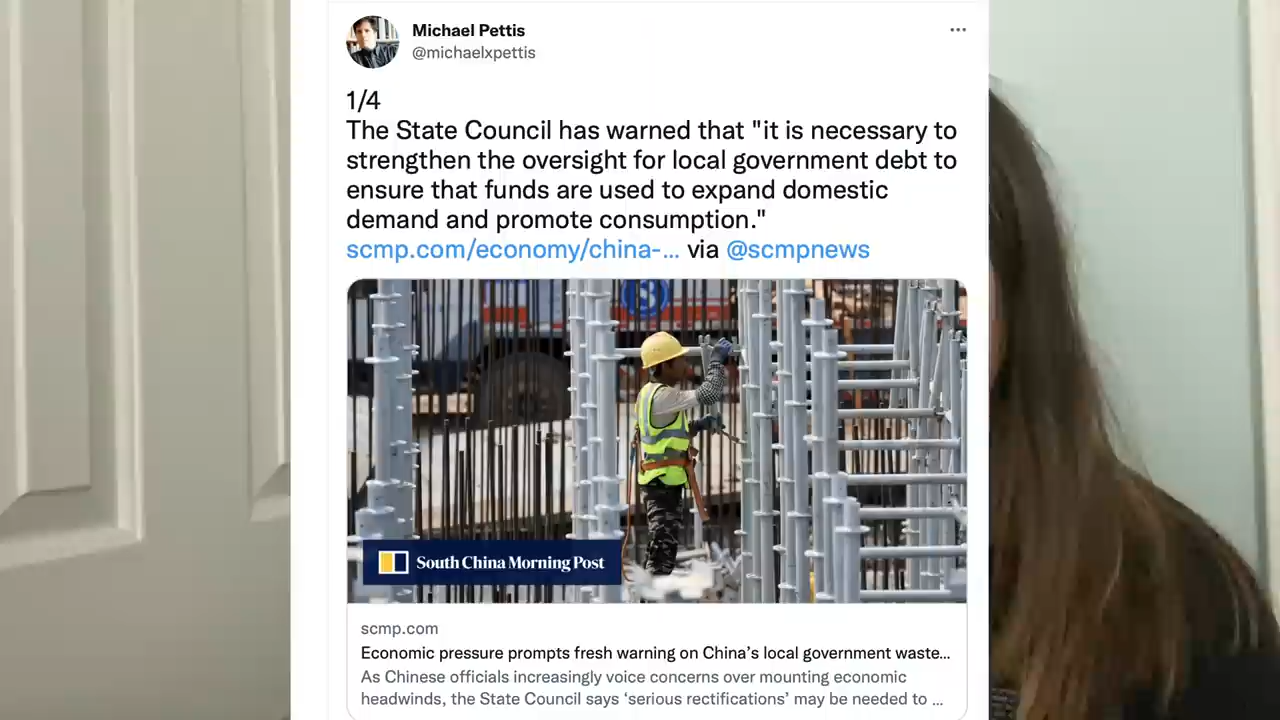 Michael Pettis
@michaelxpettis
1/4
The State Council has warned that "it is necessary to
strengthen the oversight for local government debt to
ensure that funds are used to expand domestic
demand and promote consumption."
scmp.com/economy/china-... via @scmpnews
South China Morning Post
scmp.com
Economic pressure prompts fresh warning on China's local government waste...
As Chinese officials increasingly voice concerns over mounting economic
headwinds, the State Council says ‘serious rectifications’ may be needed to ...